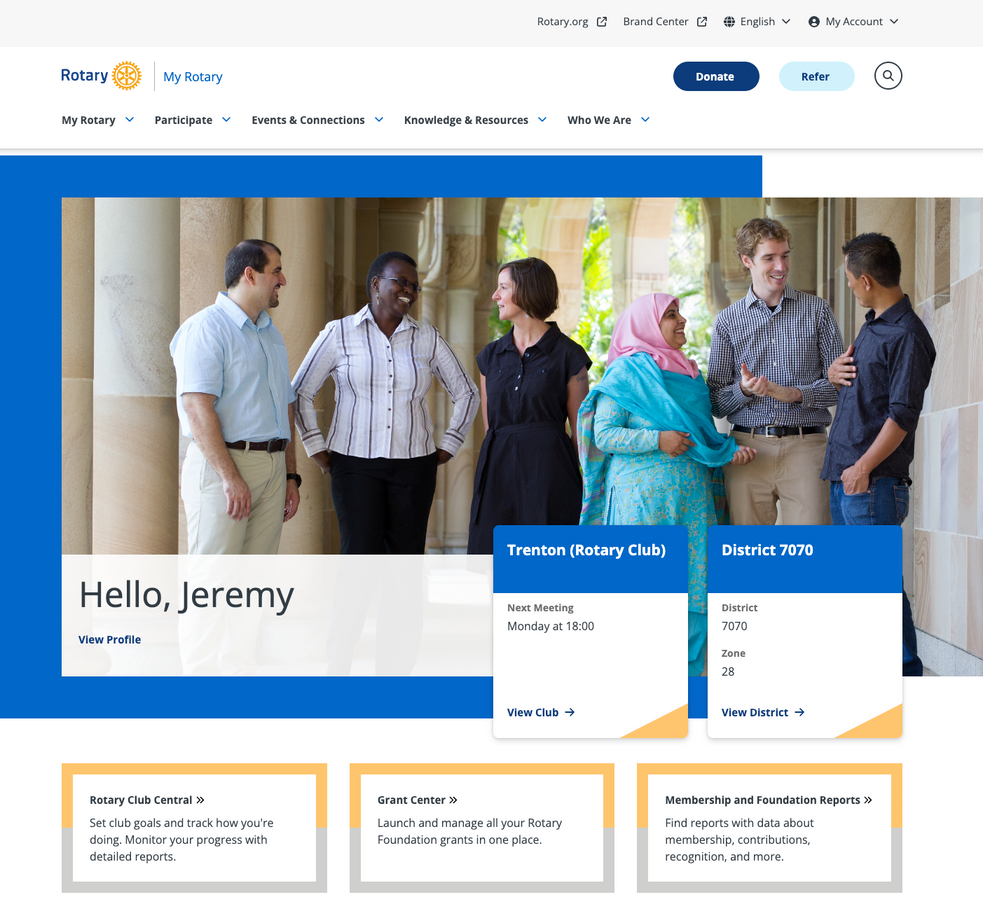 Rotary.org Brand Center English My Account
Rotary My Rotary Donate Refer
My Rotary Participate Events & Connections Knowledge & Resources Who We Are
Hello, Jeremy
View Profile
Trenton (Rotary Club)
Next Meeting
Monday at 18:00
View Club →
District 7070
District
7070
Zone
28
View District →
Rotary Club Central »
Set club goals and track how you're
doing. Monitor your progress with
detailed reports.
Grant Center »
Launch and manage all your Rotary
Foundation grants in one place.
Membership and Foundation Reports »
Find reports with data about
membership, contributions,
recognition, and more.